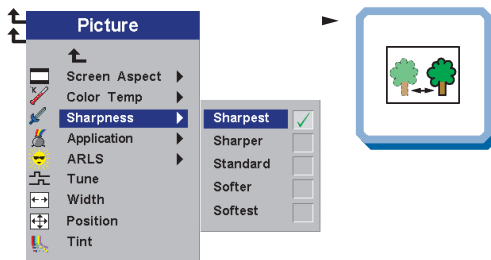 Picture
Screen Aspect
Color Temp
Sharpness
Application
ARLS
Tune
Width
Position
Tint
Sharpest
Sharper
Standard
Softer
Softest